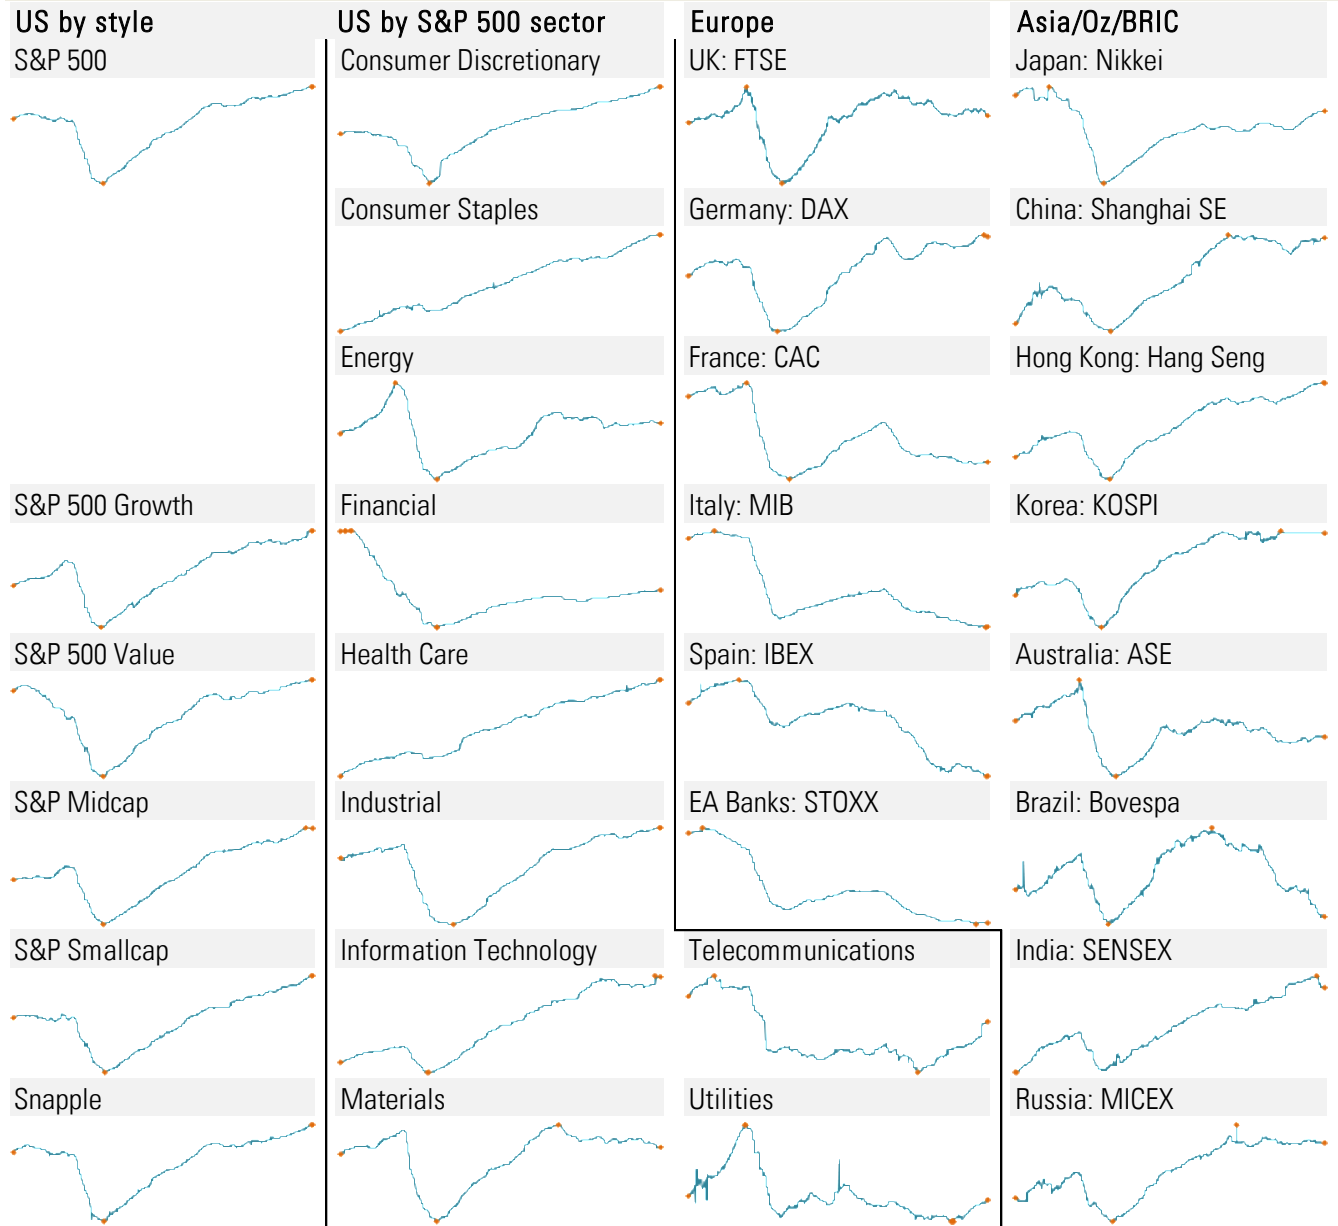 US by style
S&P 500
S&P 500 Growth
S&P 500 Value
S&P Midcap
S&P Smallcap
Snapple
US by S&P 500 sector
Consumer Discretionary
Consumer Staples
Energy
Financial
Health Care
Industrial
Information Technology
Materials
Telecommunications
Utilities
Europe
UK: FTSE
Germany: DAX
France: CAC
Italy: MIB
Spain: IBEX
EA Banks: STOXX
Asia/Oz/BRIC
Japan: Nikkei
China: Shanghai SE
Hong Kong: Hang Seng
Korea: KOSPI
Australia: ASE
Brazil: Bovespa
India: SENSEX
Russia: MICEX